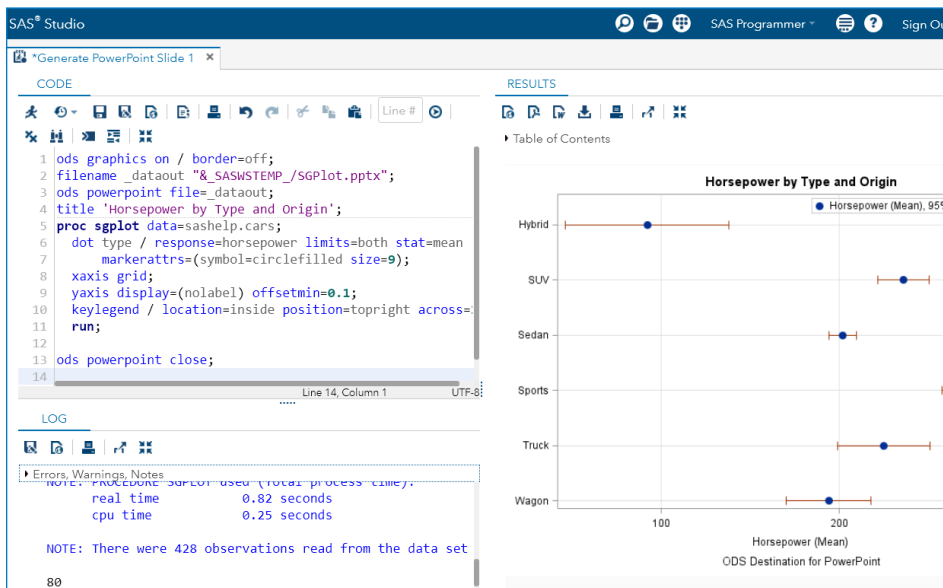 SAS® Studio
SAS Programmer
Sign Ou
*Generate PowerPoint Slide 1
CODE
Line #
1 ods graphics on / border=off;
2 filename _dataout "&_SASWSTEMP_/SGPlot.pptx";
3 ods powerpoint file=_dataout;
4 title 'Horsepower by Type and Origin';
5 proc sgplot data=sashelp.cars;
6 dot type / response=horsepower limits=both stat=mean
7 markerattrs=(symbol=circlefilled size=9);
8 xaxis grid;
9 yaxis display=(nolabel) offsetmin=0.1;
10 keylegend / location=inside position=topright across=
11 run;
12
13 ods powerpoint close;
14
Line 14, Column 1
UTF-8
LOG
Errors, Warnings, Notes
NOTE: PROCEDURE SGPLOT used (Total process time):
real time 0.82 seconds
cpu time 0.25 seconds
NOTE: There were 428 observations read from the data set
80
RESULTS
Table of Contents
Horsepower by Type and Origin
Horsepower (Mean), 95%
Hybrid
SUV
Sedan
Sports
Truck
Wagon
100
200
Horsepower (Mean)
ODS Destination for PowerPoint